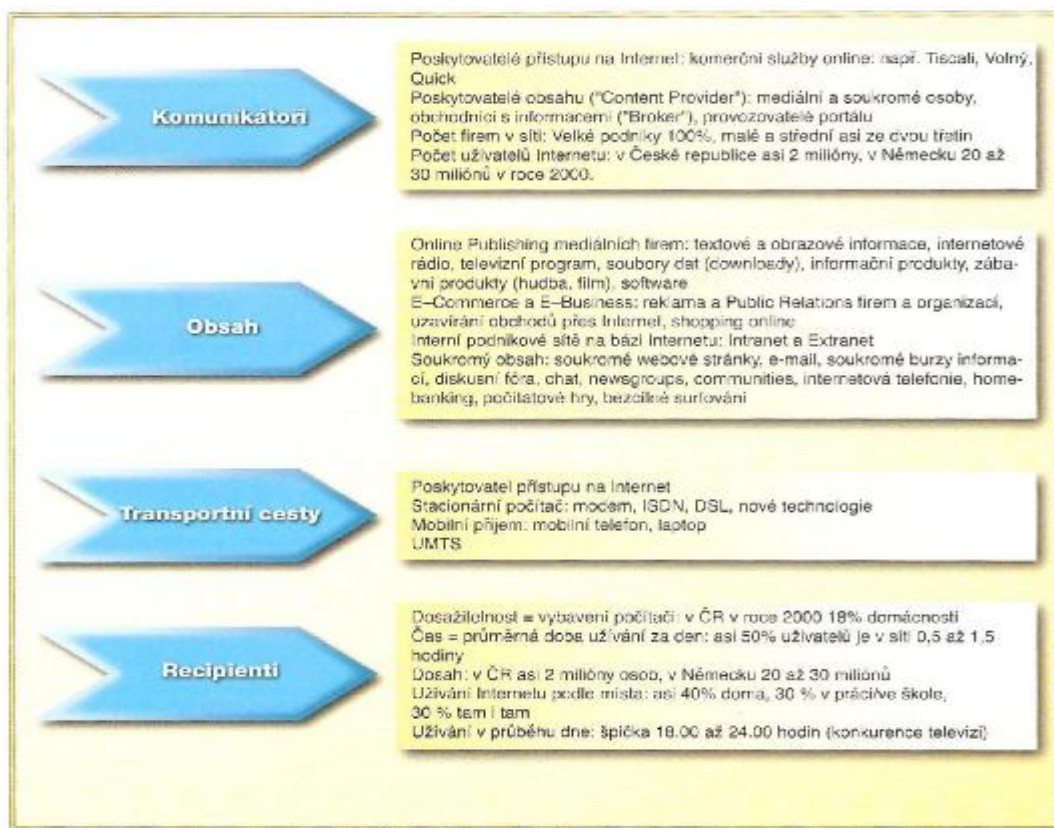 Komunikátoři
Poskytovatelé přístupu na Internet: komerční služby online: např. Tiscali, Volný,
Quick
Poskytovatelé obsahu ("Content Provider"): mediální a soukromé osoby,
obchodníci s informacemi ("Broker"), provozovatelé portálu
Počet firem v síti: Velké podniky 100%, malé a střední asi ze dvou třetin
Počet uživatelů Internetu: v České republice asi 2 milióny, v Německu 20 až
30 miliónů v roce 2000.
Obsah
Online Publishing mediálních firem: textové a obrazové informace, internetové
rádio, televizní program, soubory dat (downloady), informační produkty, zába-
vní produkty (hudba, film), software
E–Commerce a E–Business: reklama a Public Relations firem a organizací,
uzavírání obchodů přes Internet, shopping online
Interní podnikové sítě na bázi Internetu: Intranet a Extranet
Soukromý obsah: soukromé webové stránky, e-mail, soukromé burzy informa-
cí, diskusní fóra, chat, newsgroups, communities, internetová telefonie, home-
banking, počítačové hry, bezcílné surfování
Transportní cesty
Poskytovatel přístupu na Internet
Stacionární počítač: modem, ISDN, DSL, nové technologie
Mobilní příjem: mobilní telefon, laptop
UMTS
Recipienti
Dosažitelnost = vybavení počítači: v ČR v roce 2000 18% domácností
Čas = průměrná doba užívání za den: asi 50% uživatelů je v síti 0,5 až 1,5
hodiny
Dosah: v ČR asi 2 milióny osob, v Německu 20 až 30 miliónů
Užívání Internetu podle místa: asi 40% doma, 30 % v práci/ve škole,
30 % tam i tam
Užívání v průběhu dne: špička 18.00 až 24.00 hodin (konkurence televizi)